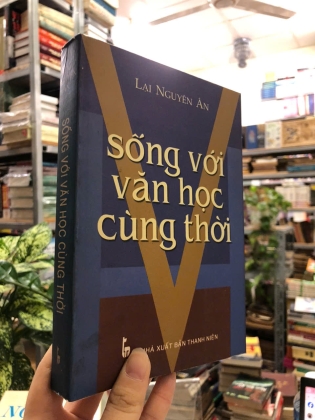 LẠI NGUYÊN ÂN
sống với
văn học
cùng thời
NHÀ XUẤT BẢN THANH NIÊN
SỐNG VỚI VĂN HỌC CÙNG THỜI